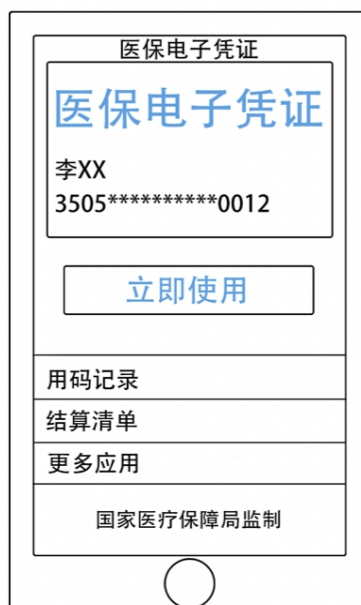 医保电子凭证
医保电子凭证
李XX
3505**********0012
立即使用
用码记录
结算清单
更多应用
国家医疗保障局监制